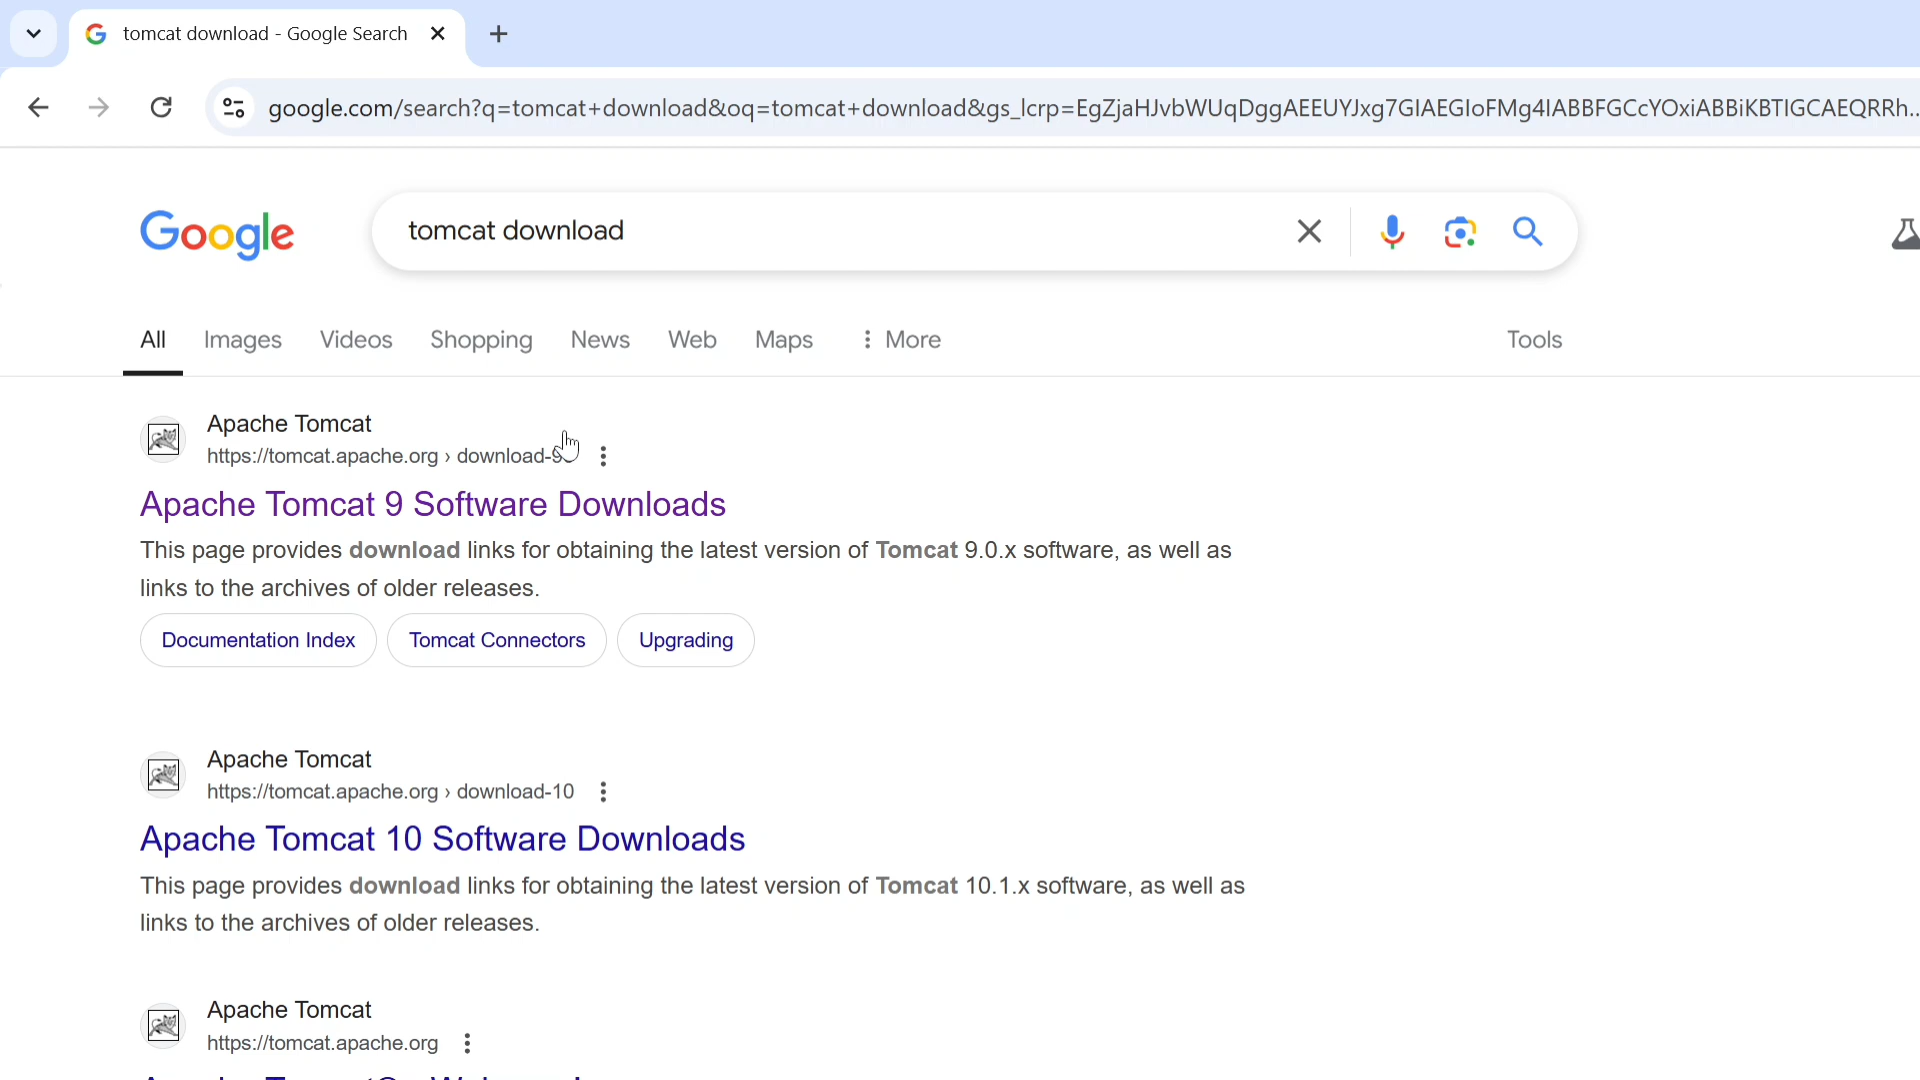 tomcat download - Google Search
google.com/search?q=tomcat+download&oq=tomcat+download&gs_lcrp=EgZjaHJvbWUqDggAEEUYJxg7GIAEGIoFMg4IABBFGCcYOxiABBiKBTIGCAEQRRh...
Google
tomcat download
All Images Videos Shopping News Web Maps More Tools
Apache Tomcat
https://tomcat.apache.org › download-
Apache Tomcat 9 Software Downloads
This page provides download links for obtaining the latest version of Tomcat 9.0.x software, as well as
links to the archives of older releases.
Documentation Index Tomcat Connectors Upgrading
Apache Tomcat
https://tomcat.apache.org › download-10
Apache Tomcat 10 Software Downloads
This page provides download links for obtaining the latest version of Tomcat 10.1.x software, as well as
links to the archives of older releases.
Apache Tomcat
https://tomcat.apache.org